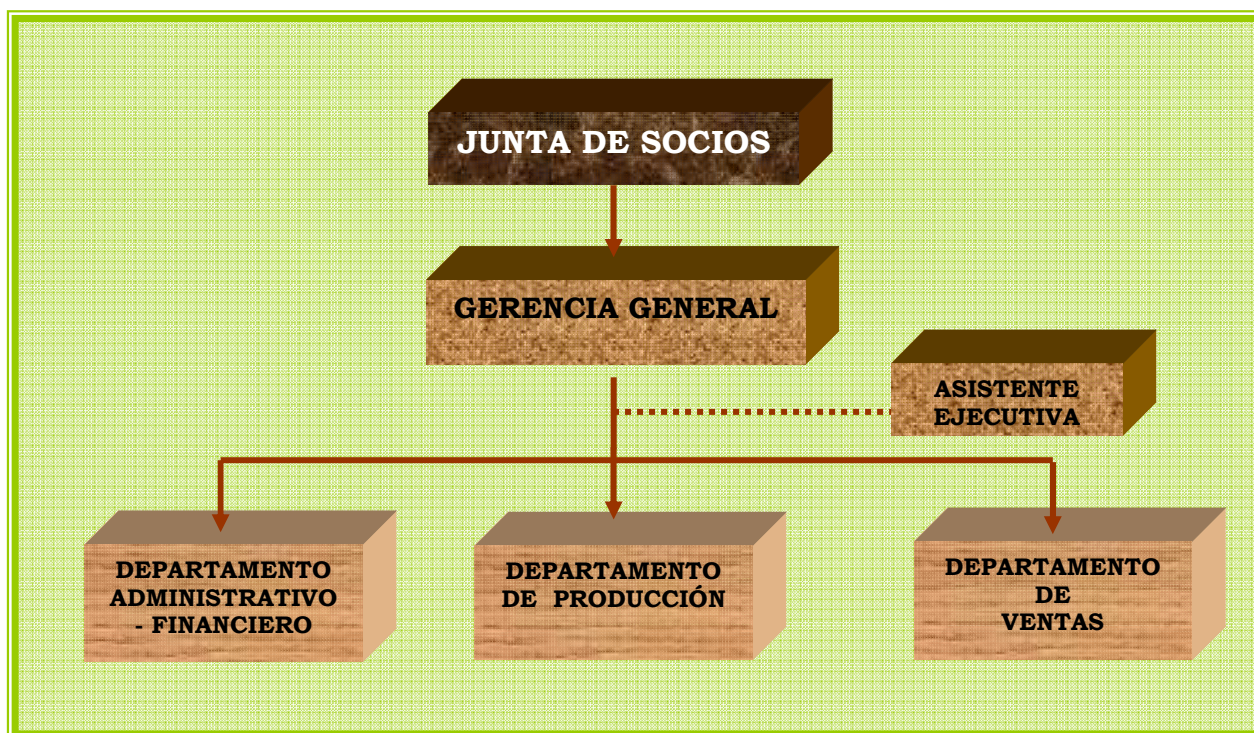 JUNTA DE SOCIOS
GERENCIA GENERAL
ASISTENTE
EJECUTIVA
DEPARTAMENTO
ADMINISTRATIVO
- FINANCIERO
DEPARTAMENTO
DE PRODUCCIÓN
DEPARTAMENTO
DE
VENTAS